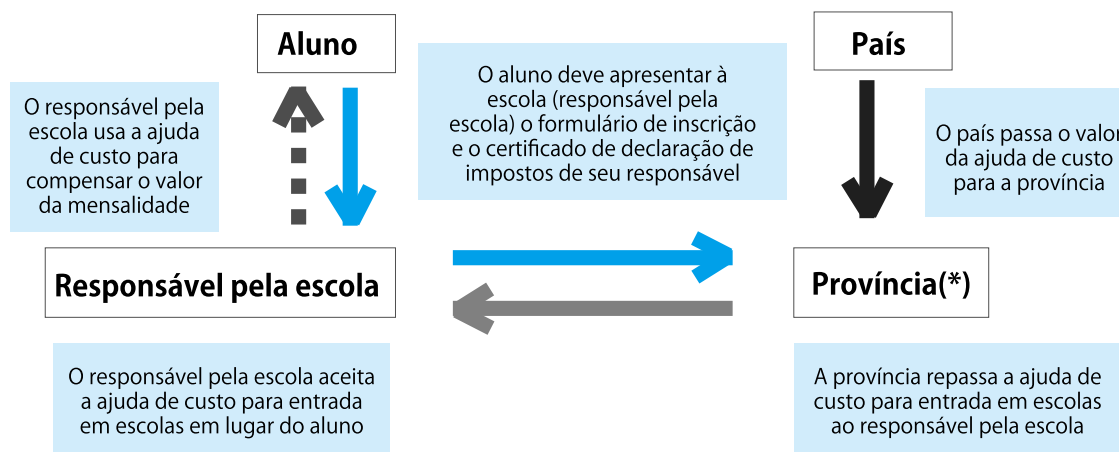 Aluno
País
O responsável pela
escola usa a ajuda
de custo para
compensar o valor
da mensalidade
O aluno deve apresentar à
escola (responsável pela
escola) o formulário de inscrição
e o certificado de declaração de
impostos de seu responsável
O país passa o valor
da ajuda de custo
para a província
Responsável pela escola
Província(*)
O responsável pela escola aceita
a ajuda de custo para entrada
em escolas em lugar do aluno
A província repassa a ajuda de
custo para entrada em escolas
ao responsável pela escola